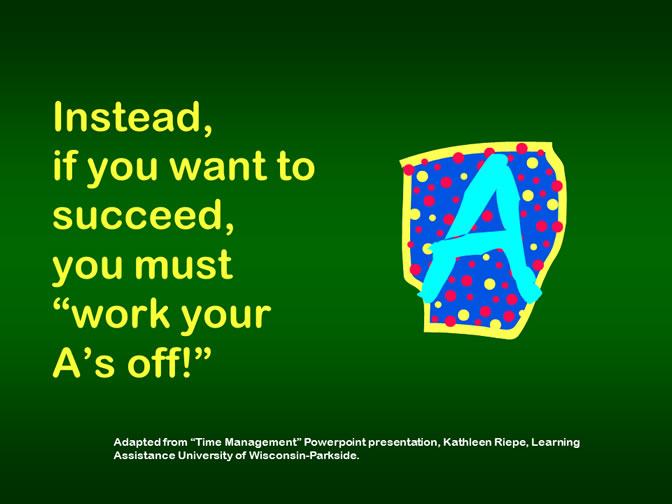 Instead,
if you want to
succeed,
you must
“work your
A’s off!”
A
Adapted from “Time Management” Powerpoint presentation, Kathleen Riepe, Learning
Assistance University of Wisconsin-Parkside.